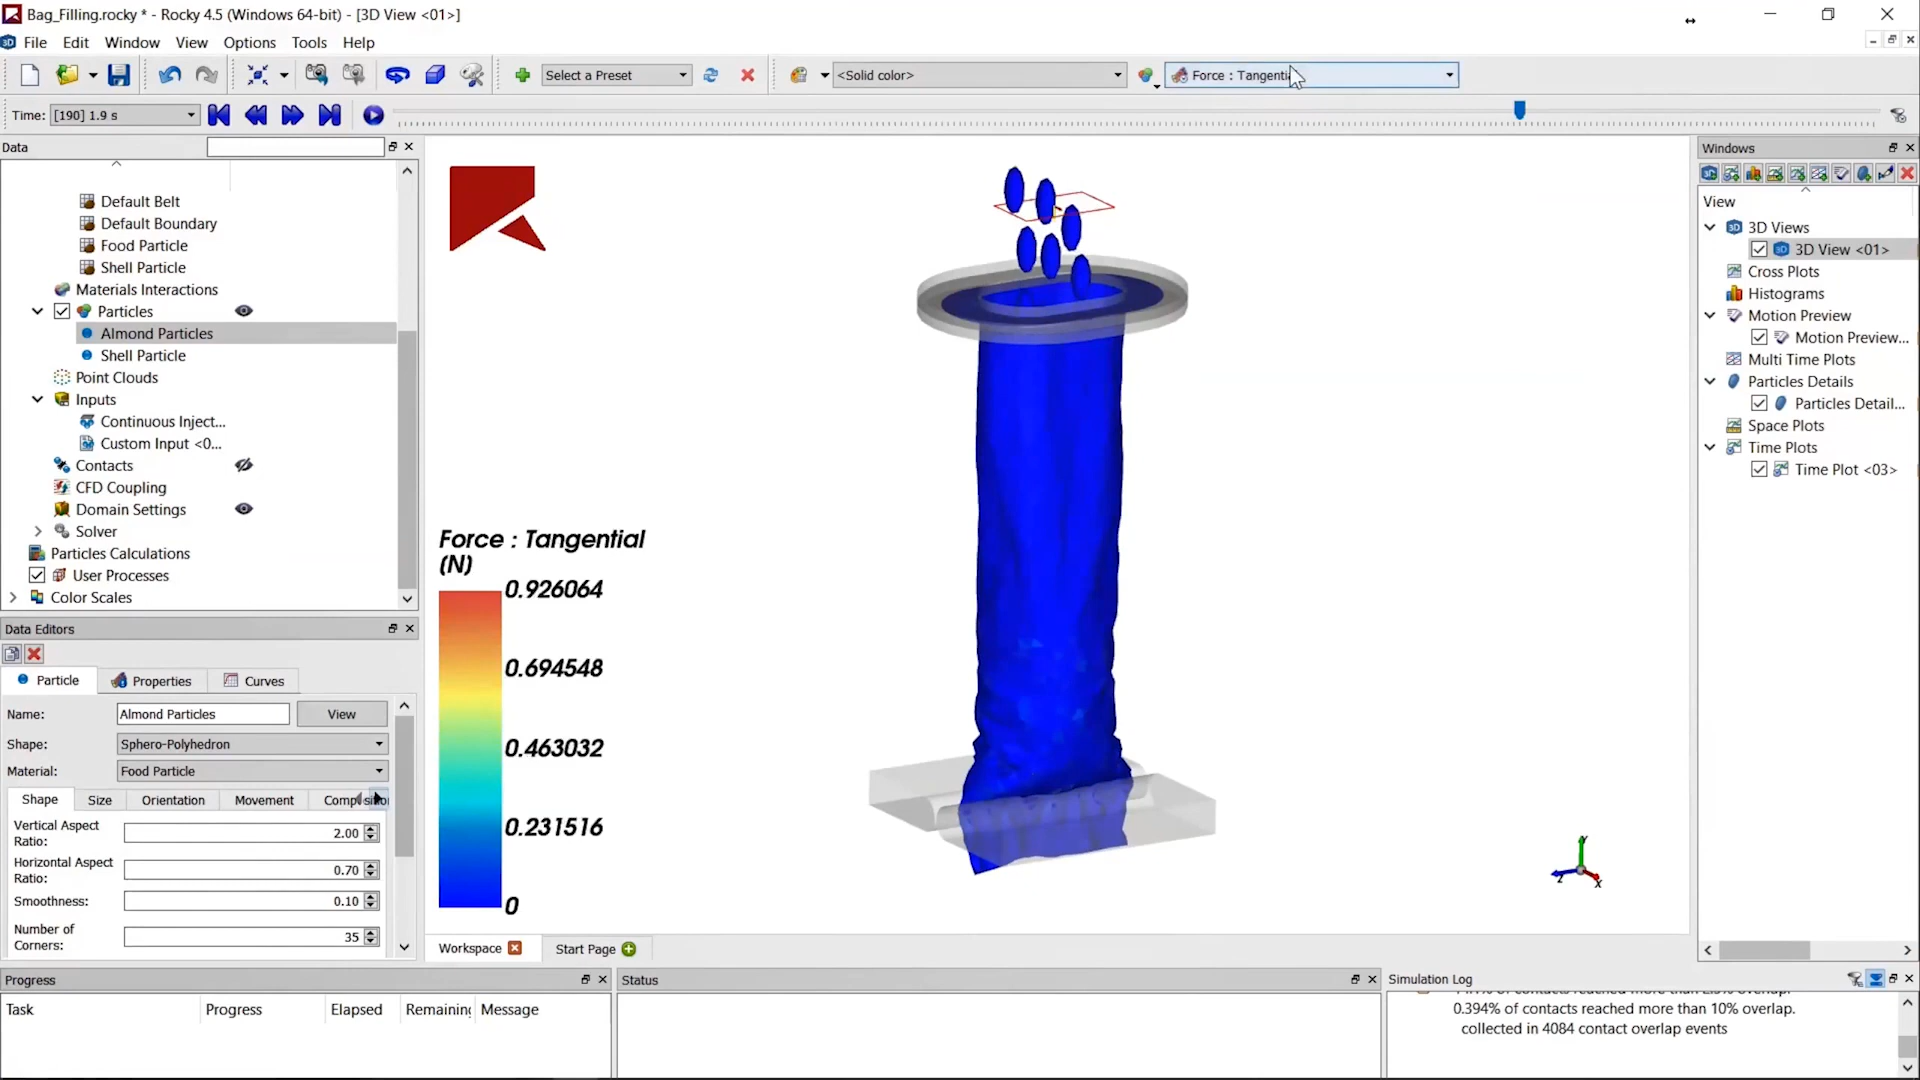 Bag_Filling.rocky * - Rocky 4.5 (Windows 64-bit) - [3D View <01>]
File Edit Window View Options Tools Help
Select a Preset <Solid color>
Time: [190] 1.9 s
Data
Default Belt
Default Boundary
Food Particle
Shell Particle
Materials Interactions
Particles
Almond Particles
Shell Particle
Point Clouds
Inputs
Continuous Inject...
Custom Input <0...
Contacts
CFD Coupling
Domain Settings
Solver
Particles Calculations
User Processes
Color Scales
Data Editors
Particle Properties Curves
Name: Almond Particles View
Shape: Sphero-Polyhedron
Material: Food Particle
Shape Size Orientation Movement
Vertical Aspect
Ratio: 2.00
Horizontal Aspect
Ratio: 0.70
Smoothness: 0.10
Number of
Corners: 35
Force : Tangential
(N)
0.926064
0.694548
0.463032
0.231516
0
Y
Z
X
Workspace Start Page
Windows
View
3D Views
3D View <01>
Cross Plots
Histograms
Motion Preview
Motion Preview...
Multi Time Plots
Particles Details
Particles Detail...
Space Plots
Time Plots
Time Plot <03>
Progress
Task Progress Elapsed Remaining Message
Status
Simulation Log
0.394% of contacts reached more than 10% overlap.
collected in 4084 contact overlap events